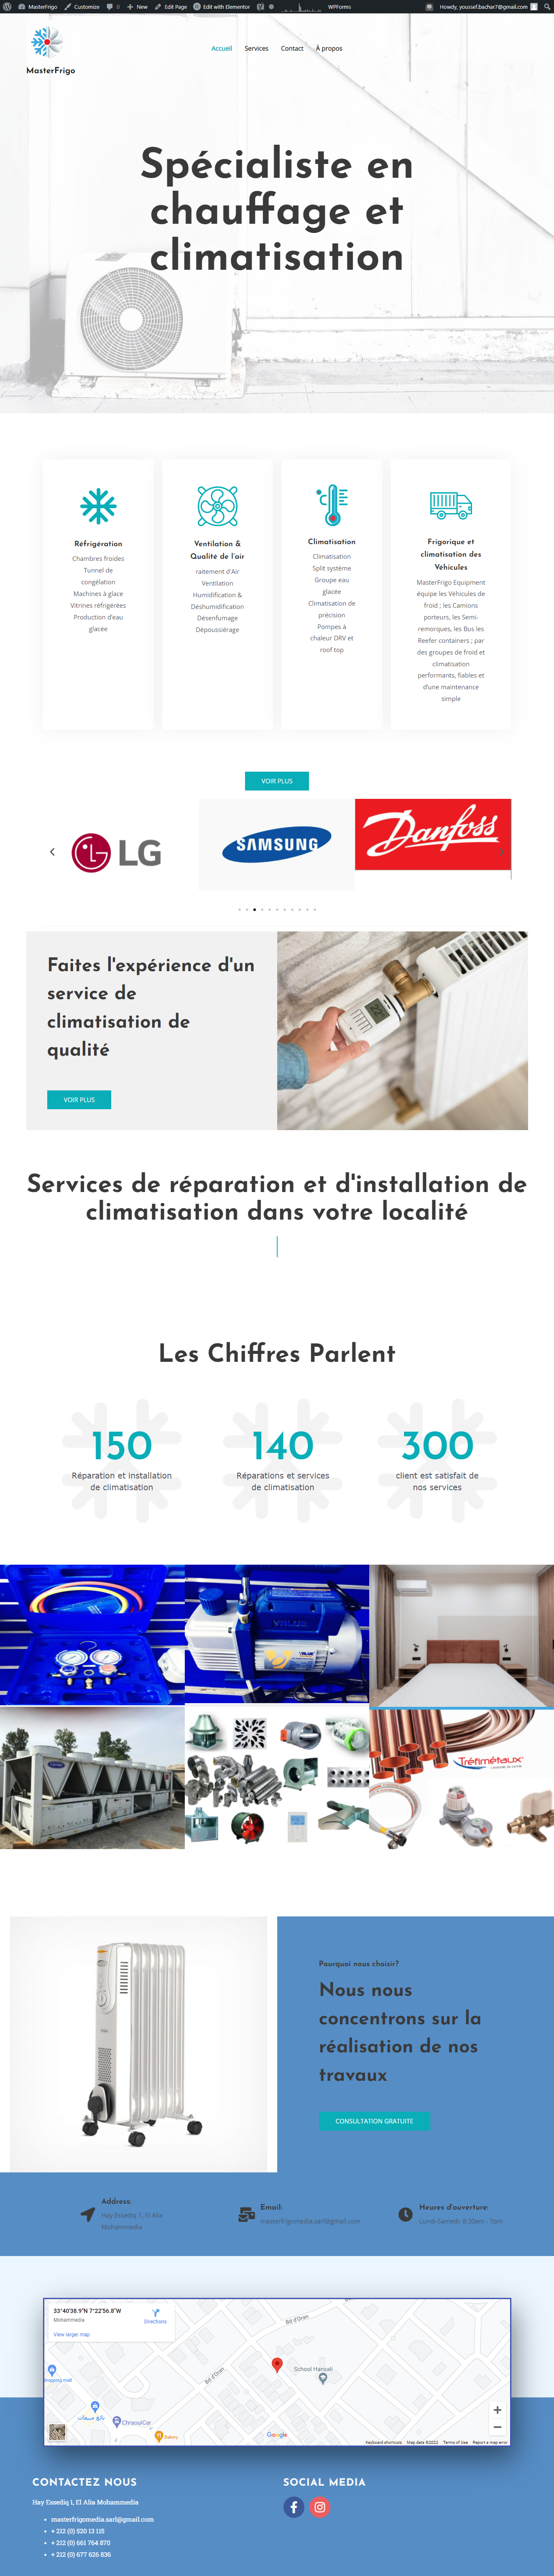 MasterFrigo Customize 0 New Edit Page Edit with Elementor WPForms Howdy, youssef.bachar7@gmail.com
MasterFrigo
Accueil Services Contact À propos
Spécialiste en
chauffage et
climatisation
Réfrigération
Chambres froides
Tunnel de
congélation
Machines à glace
Vitrines réfrigérées
Production d'eau
glacée
Ventilation &
Qualité de l'air
raitement d'Air
Ventilation
Humidification &
Déshumidification
Désenfumage
Dépoussiérage
Climatisation
Climatisation
Split système
Groupe eau
glacée
Climatisation de
précision
Pompes à
chaleur DRV et
roof top
Frigorique et
climatisation des
Véhicules
MasterFrigo Equipment
équipe les Véhicules de
froid ; les Camions
porteurs, les Semi-
remorques, les Bus les
Reefer containers ; par
des groupes de froid et
climatisation
performants, fiables et
d'une maintenance
simple
VOIR PLUS
LG
SAMSUNG
Danfoss
Faites l'expérience d'un
service de
climatisation de
qualité
VOIR PLUS
Services de réparation et d'installation de
climatisation dans votre localité
Les Chiffres Parlent
150
Réparation et installation
de climatisation
140
Réparations et services
de climatisation
300
client est satisfait de
nos services
VALUE
Tréfimétaux
Pourquoi nous choisir?
Nous nous
concentrons sur la
réalisation de nos
travaux
CONSULTATION GRATUITE
Address:
Hay Essediq 1, El Alia
Mohammedia
Email:
masterfrigomedia.sarl@gmail.com
Heures d'ouverture:
Lundi-Samedi: 8:30am - 7pm
33°40'38.9"N 7°22'56.8"W
Mohammedia
Directions
View larger map
Bd d'Oran
Bd d'Oran
School Hansali
Shopping mall
ChraouiCar
Bakery
Google
Keyboard shortcuts Map data ©2022 Terms of Use Report a map error
CONTACTEZ NOUS
Hay Essediq 1, El Alia Mohammedia
masterfrigomedia.sarl@gmail.com
+ 212 (0) 520 13 115
+ 212 (0) 661 764 870
+ 212 (0) 677 626 836
SOCIAL MEDIA